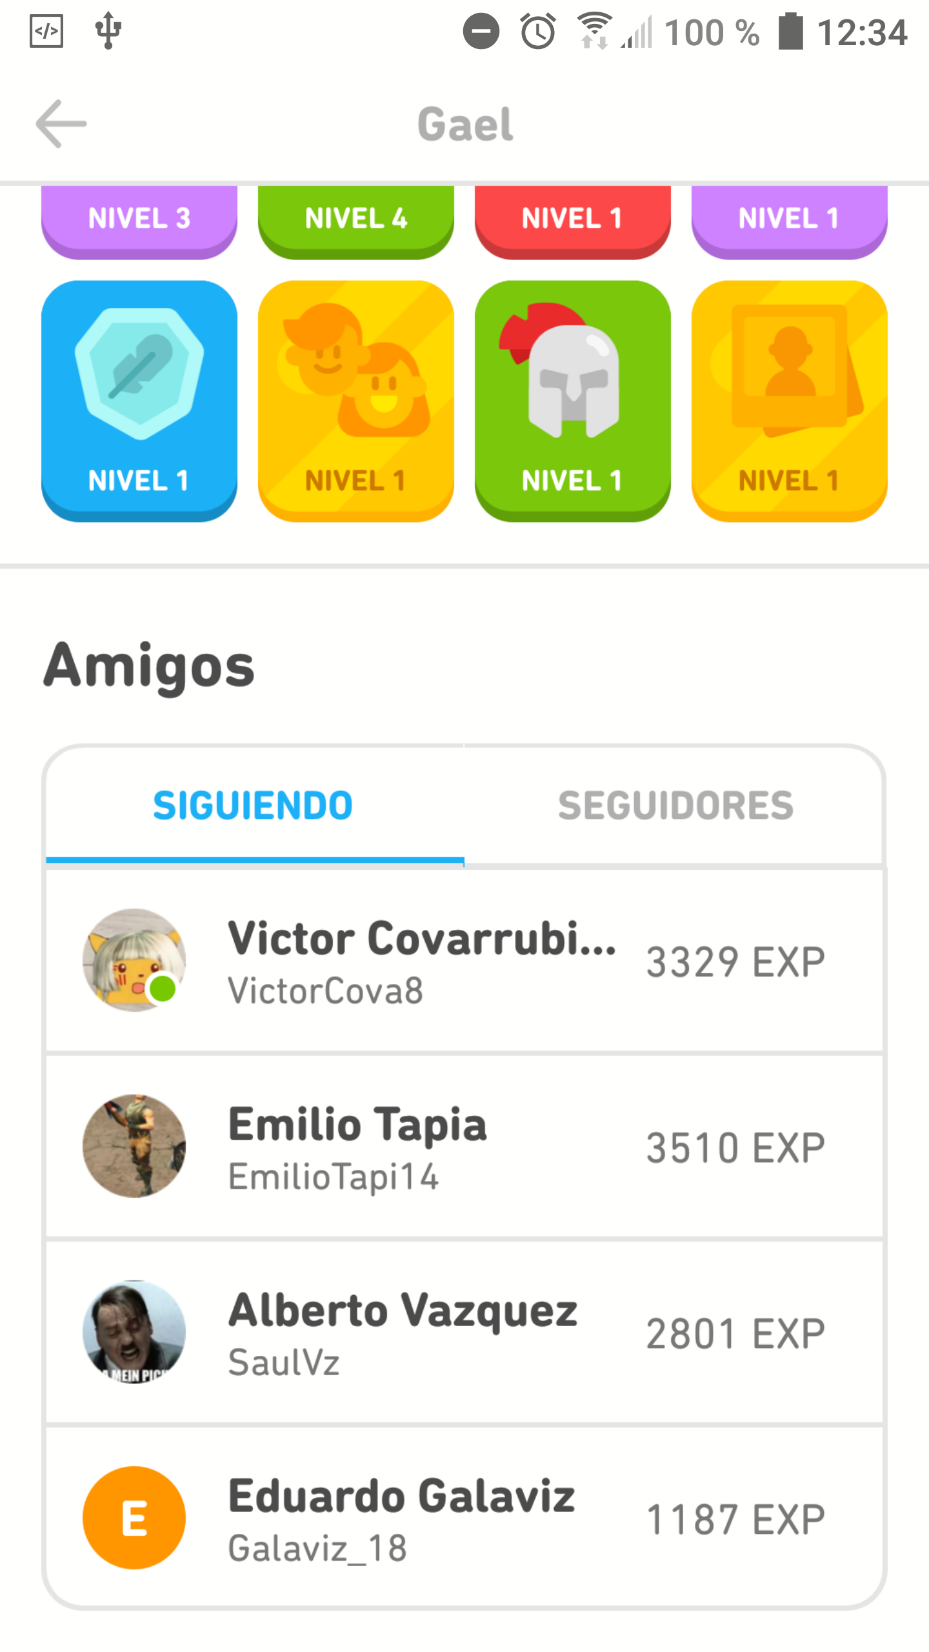 100 % 12:34
Gael
NIVEL 3 NIVEL 4 NIVEL 1 NIVEL 1
NIVEL 1 NIVEL 1 NIVEL 1 NIVEL 1
Amigos
SIGUIENDO SEGUIDORES
Victor Covarrubi... 3329 EXP
VictorCova8
Emilio Tapia 3510 EXP
EmilioTapi14
Alberto Vazquez 2801 EXP
SaulVz
MEIN
E Eduardo Galaviz 1187 EXP
Galaviz_18